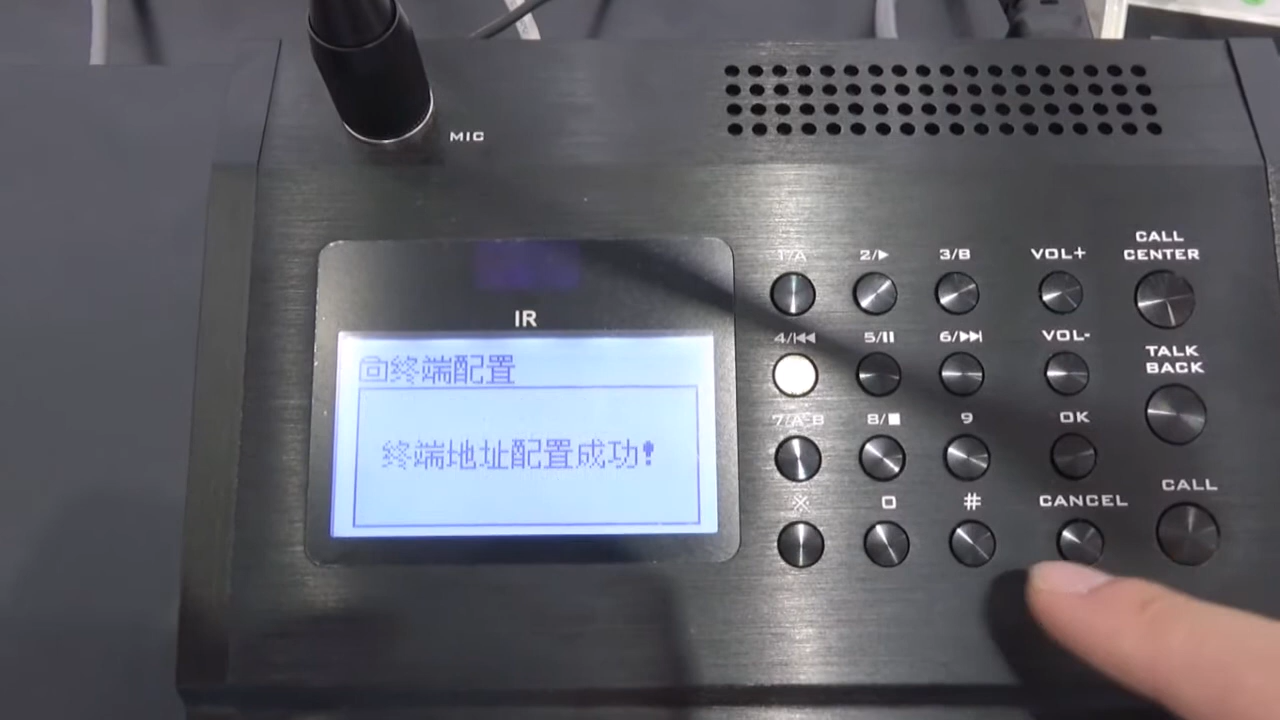 MIC
IR
终端配置
终端地址配置成功!
1/A 2/▶ 3/B VOL+ CALL CENTER
4/⏮ 5/⏸ 6/⏭ VOL- TALK BACK
7/A-B 8/■ 9 OK
※ 0 # CANCEL CALL